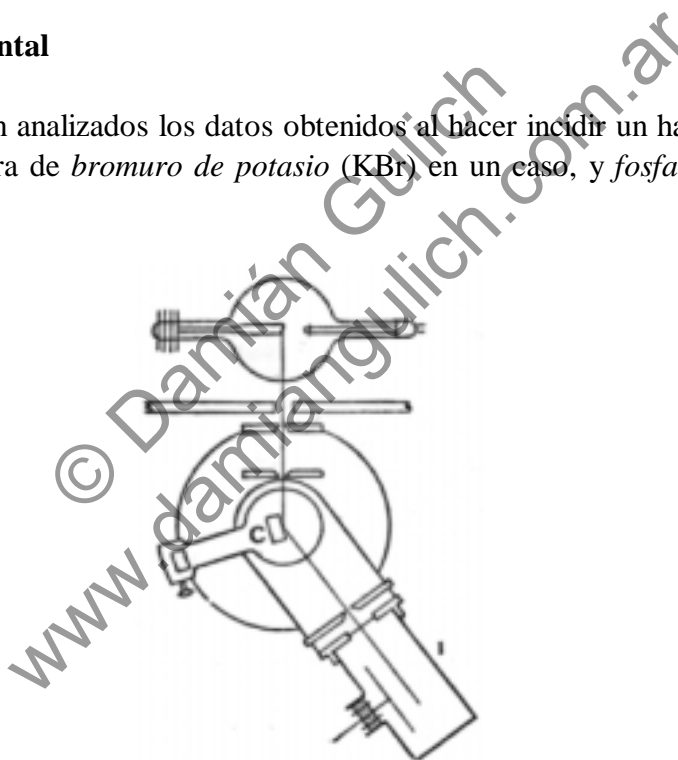 ntal
n analizados los datos obtenidos al hacer incidir un ha
ra de bromuro de potasio (KBr) en un caso, y fosfa
© Damián Gulich
www.damiangulich.com.ar
C
I